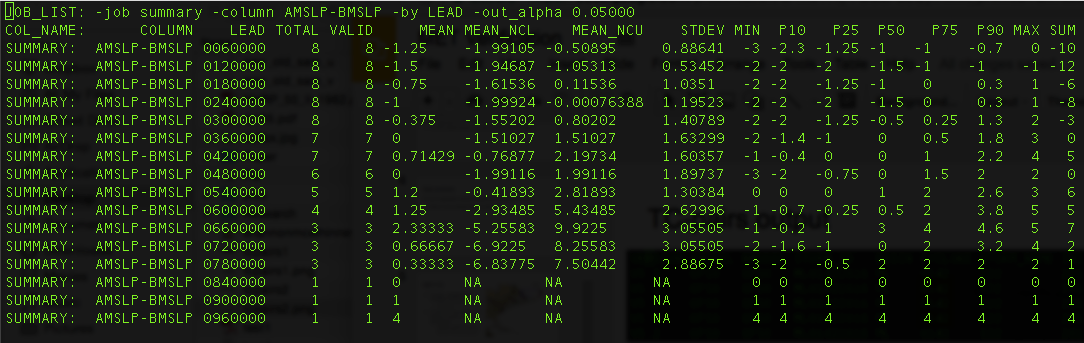 JOB_LIST: -job summary -column AMSLP-BMSLP -by LEAD -out_alpha 0.05000
COL_NAME: COLUMN LEAD TOTAL VALID MEAN MEAN_NCL MEAN_NCU STDEV MIN P10 P25 P50 P75 P90 MAX SUM
SUMMARY: AMSLP-BMSLP 0060000 8 8 -1.25 -1.99105 -0.50895 0.88641 -3 -2.3 -1.25 -1 -1 -0.7 0 -10
SUMMARY: AMSLP-BMSLP 0120000 8 8 -1.5 -1.94687 -1.05313 0.53452 -2 -2 -2 -1.5 -1 -1 -1 -12
SUMMARY: AMSLP-BMSLP 0180000 8 8 -0.75 -1.61536 0.11536 1.0351 -2 -2 -1.25 -1 0 0.3 1 -6
SUMMARY: AMSLP-BMSLP 0240000 8 8 -1 -1.99924 -0.00076388 1.19523 -2 -2 -2 -1.5 0 0.3 1 -8
SUMMARY: AMSLP-BMSLP 0300000 8 8 -0.375 -1.55202 0.80202 1.40789 -2 -2 -1.25 -0.5 0.25 1.3 2 -3
SUMMARY: AMSLP-BMSLP 0360000 7 7 0 -1.51027 1.51027 1.63299 -2 -1.4 -1 0 0.5 1.8 3 0
SUMMARY: AMSLP-BMSLP 0420000 7 7 0.71429 -0.76877 2.19734 1.60357 -1 -0.4 0 0 1 2.2 4 5
SUMMARY: AMSLP-BMSLP 0480000 6 6 0 -1.99116 1.99116 1.89737 -3 -2 -0.75 0 1.5 2 2 0
SUMMARY: AMSLP-BMSLP 0540000 5 5 1.2 -0.41893 2.81893 1.30384 0 0 0 1 2 2.6 3 6
SUMMARY: AMSLP-BMSLP 0600000 4 4 1.25 -2.93485 5.43485 2.62996 -1 -0.7 -0.25 0.5 2 3.8 5 5
SUMMARY: AMSLP-BMSLP 0660000 3 3 2.33333 -5.25583 9.9225 3.05505 -1 -0.2 1 3 4 4.6 5 7
SUMMARY: AMSLP-BMSLP 0720000 3 3 0.66667 -6.9225 8.25583 3.05505 -2 -1.6 -1 0 2 3.2 4 2
SUMMARY: AMSLP-BMSLP 0780000 3 3 0.33333 -6.83775 7.50442 2.88675 -3 -2 -0.5 2 2 2 2 1
SUMMARY: AMSLP-BMSLP 0840000 1 1 0 NA NA NA 0 0 0 0 0 0 0 0
SUMMARY: AMSLP-BMSLP 0900000 1 1 1 NA NA NA 1 1 1 1 1 1 1 1
SUMMARY: AMSLP-BMSLP 0960000 1 1 4 NA NA NA 4 4 4 4 4 4 4 4